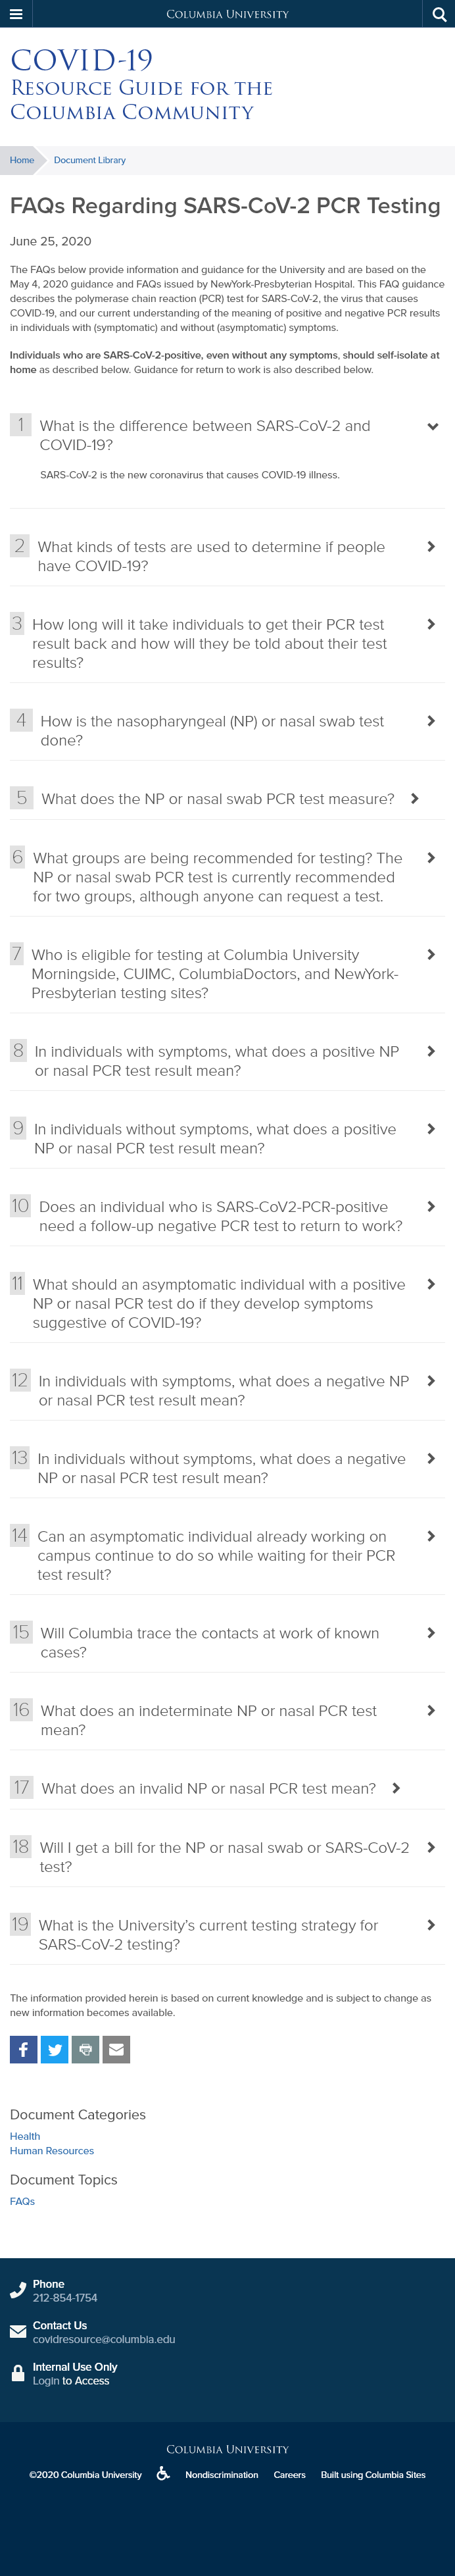 COLUMBIA UNIVERSITY
COVID-19
RESOURCE GUIDE FOR THE
COLUMBIA COMMUNITY
Home
Document Library
FAQs Regarding SARS-CoV-2 PCR Testing
June 25, 2020
The FAQs below provide information and guidance for the University and are based on the
May 4, 2020 guidance and FAQs issued by NewYork-Presbyterian Hospital. This FAQ guidance
describes the polymerase chain reaction (PCR) test for SARS-CoV-2, the virus that causes
COVID-19, and our current understanding of the meaning of positive and negative PCR results
in individuals with (symptomatic) and without (asymptomatic) symptoms.
Individuals who are SARS-CoV-2-positive, even without any symptoms, should self-isolate at
home as described below. Guidance for return to work is also described below.
1 What is the difference between SARS-CoV-2 and
COVID-19?
SARS-CoV-2 is the new coronavirus that causes COVID-19 illness.
2 What kinds of tests are used to determine if people
have COVID-19?
3 How long will it take individuals to get their PCR test
result back and how will they be told about their test
results?
4 How is the nasopharyngeal (NP) or nasal swab test
done?
5 What does the NP or nasal swab PCR test measure?
6 What groups are being recommended for testing? The
NP or nasal swab PCR test is currently recommended
for two groups, although anyone can request a test.
7 Who is eligible for testing at Columbia University
Morningside, CUIMC, ColumbiaDoctors, and NewYork-
Presbyterian testing sites?
8 In individuals with symptoms, what does a positive NP
or nasal PCR test result mean?
9 In individuals without symptoms, what does a positive
NP or nasal PCR test result mean?
10 Does an individual who is SARS-CoV2-PCR-positive
need a follow-up negative PCR test to return to work?
11 What should an asymptomatic individual with a positive
NP or nasal PCR test do if they develop symptoms
suggestive of COVID-19?
12 In individuals with symptoms, what does a negative NP
or nasal PCR test result mean?
13 In individuals without symptoms, what does a negative
NP or nasal PCR test result mean?
14 Can an asymptomatic individual already working on
campus continue to do so while waiting for their PCR
test result?
15 Will Columbia trace the contacts at work of known
cases?
16 What does an indeterminate NP or nasal PCR test
mean?
17 What does an invalid NP or nasal PCR test mean?
18 Will I get a bill for the NP or nasal swab or SARS-CoV-2
test?
19 What is the University's current testing strategy for
SARS-CoV-2 testing?
The information provided herein is based on current knowledge and is subject to change as
new information becomes available.
Document Categories
Health
Human Resources
Document Topics
FAQs
Phone
212-854-1754
Contact Us
covidresource@columbia.edu
Internal Use Only
Login to Access
COLUMBIA UNIVERSITY
©2020 Columbia University Nondiscrimination Careers Built using Columbia Sites